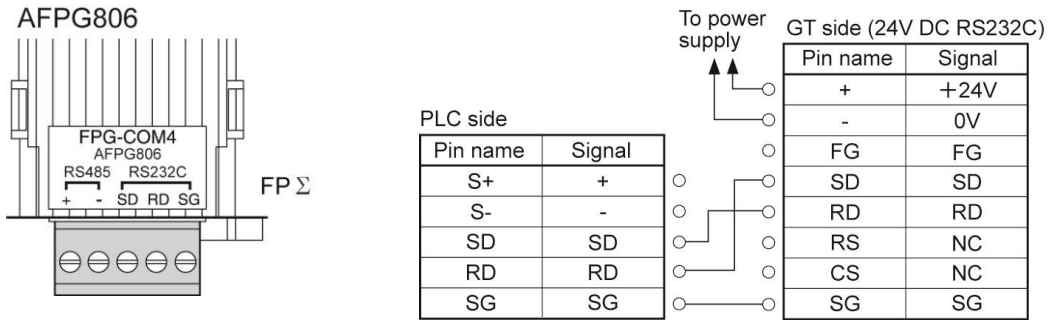 AFPG806
FPG-COM4
AFPG806
RS485 RS232C
+ - SD RD SG
FP Σ
To power
supply
GT side (24V DC RS232C)
Pin name Signal
+ +24V
- 0V
FG FG
SD SD
RD RD
RS NC
CS NC
SG SG
PLC side
Pin name Signal
S+ +
S- -
SD SD
RD RD
SG SG